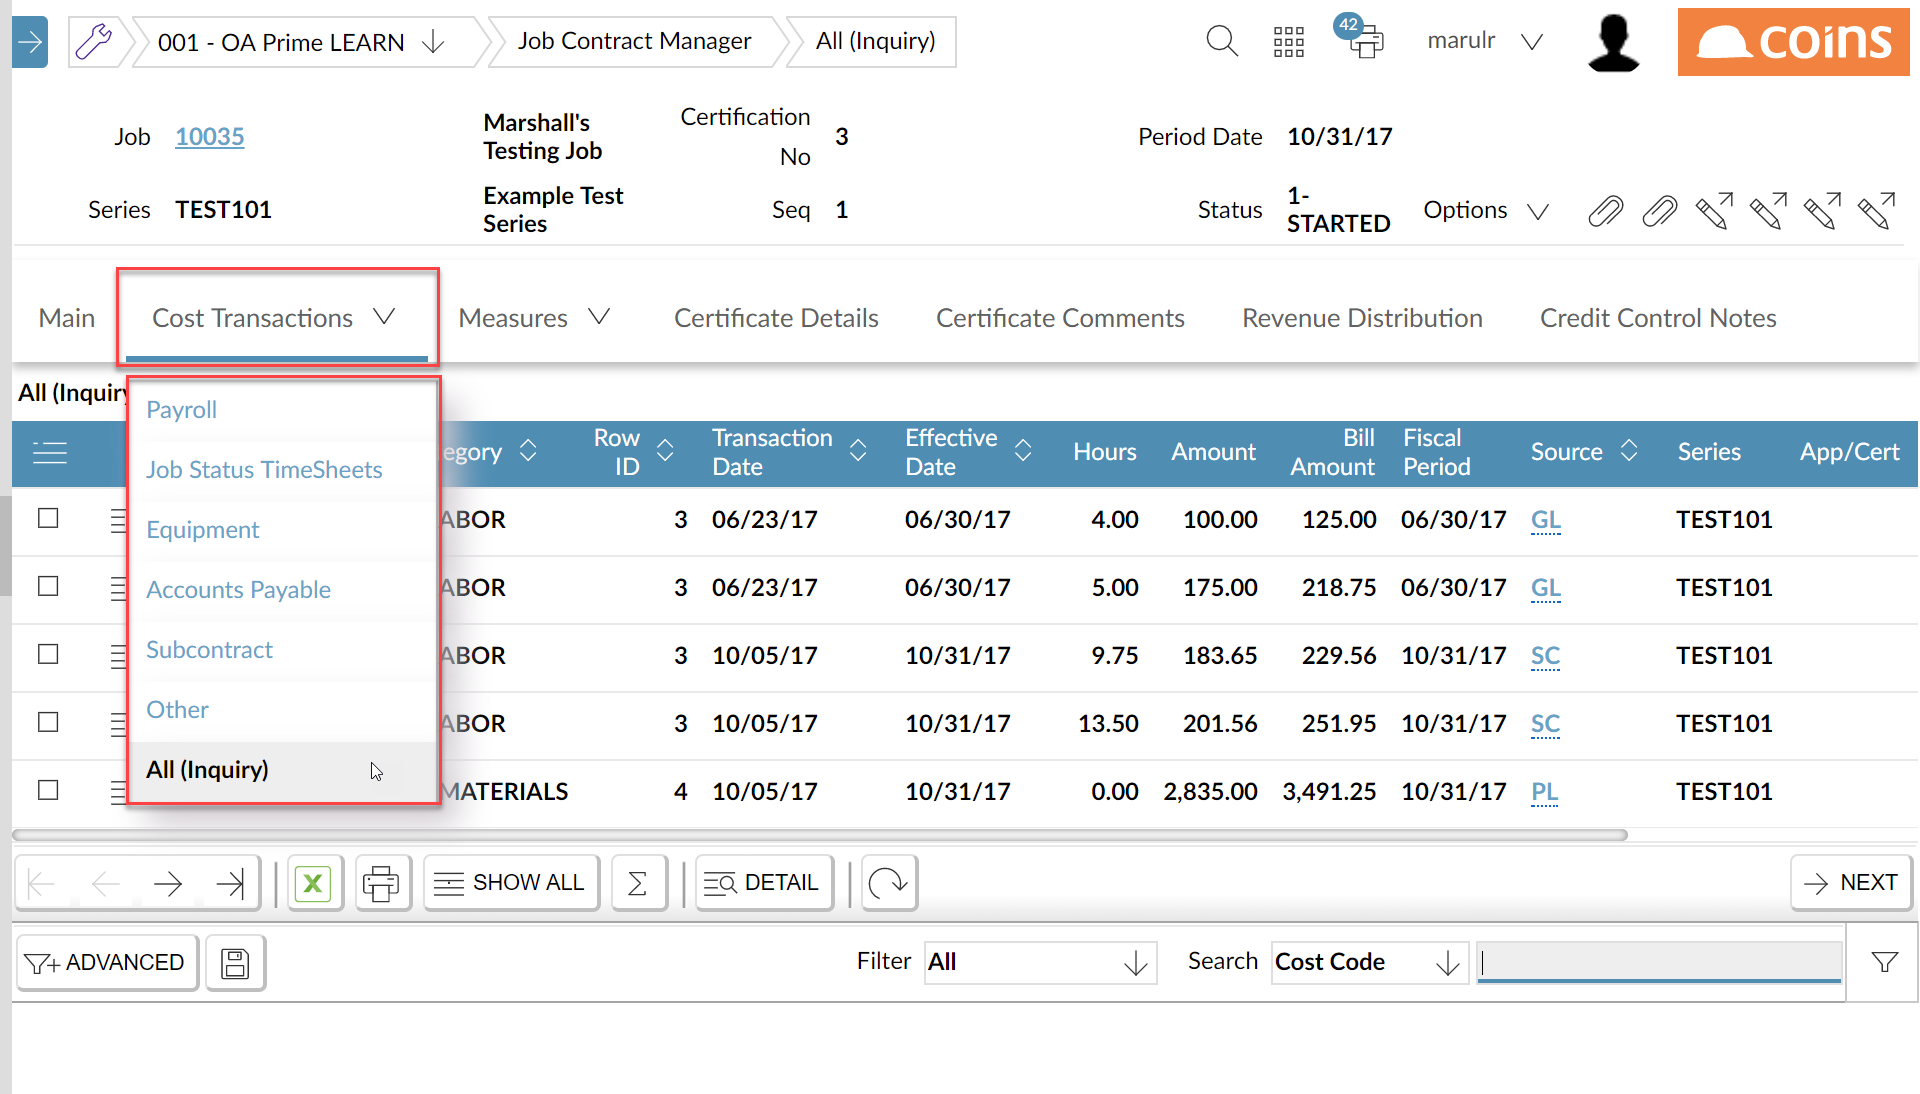 001 - OA Prime LEARN
Job Contract Manager
All (Inquiry)
42
marulr
coins
Job
10035
Marshall's
Testing Job
Certification
No
3
Period Date
10/31/17
Series
TEST101
Example Test
Series
Seq
1
Status
1-
STARTED
Options
Main
Cost Transactions
Measures
Certificate Details
Certificate Comments
Revenue Distribution
Credit Control Notes
All (Inquiry
Payroll
Job Status TimeSheets
Equipment
Accounts Payable
Subcontract
Other
All (Inquiry)
egory
Row
ID
Transaction
Date
Effective
Date
Hours
Amount
Bill
Amount
Fiscal
Period
Source
Series
App/Cert
ABOR 3 06/23/17 06/30/17 4.00 100.00 125.00 06/30/17 GL TEST101
ABOR 3 06/23/17 06/30/17 5.00 175.00 218.75 06/30/17 GL TEST101
ABOR 3 10/05/17 10/31/17 9.75 183.65 229.56 10/31/17 SC TEST101
ABOR 3 10/05/17 10/31/17 13.50 201.56 251.95 10/31/17 SC TEST101
MATERIALS 4 10/05/17 10/31/17 0.00 2,835.00 3,491.25 10/31/17 PL TEST101
X
SHOW ALL
Σ
DETAIL
NEXT
ADVANCED
Filter
All
Search
Cost Code